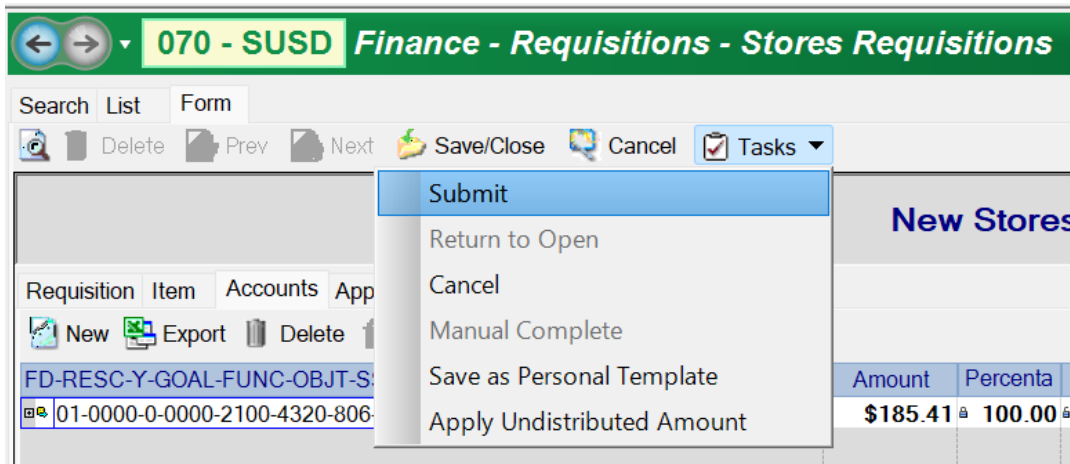 070 - SUSD Finance - Requisitions - Stores Requisitions
Search List Form
Delete Prev Next Save/Close Cancel Tasks
Submit
New Stores
Return to Open
Requisition Item Accounts App
Cancel
New Export Delete
Manual Complete
FD-RESC-Y-GOAL-FUNC-OBJT-S
Save as Personal Template
Amount Percenta
01-0000-0-0000-2100-4320-806-
$185.41 100.00
Apply Undistributed Amount